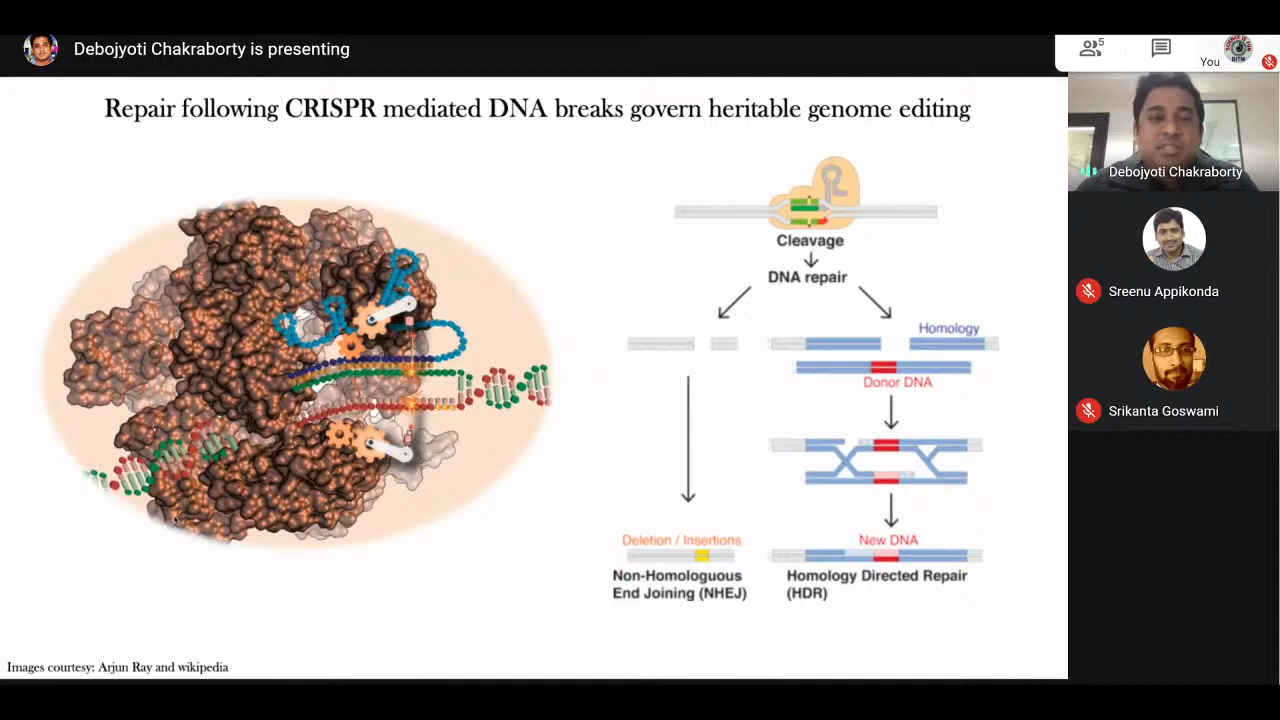 Debojyoti Chakraborty is presenting
5
You
Repair following CRISPR mediated DNA breaks govern heritable genome editing
Cleavage
DNA repair
Homology
Donor DNA
Deletion / Insertions
New DNA
Non-Homologuous
End Joining (NHEJ)
Homology Directed Repair
(HDR)
Images courtesy: Arjun Ray and wikipedia
Debojyoti Chakraborty
Sreenu Appikonda
Srikanta Goswami